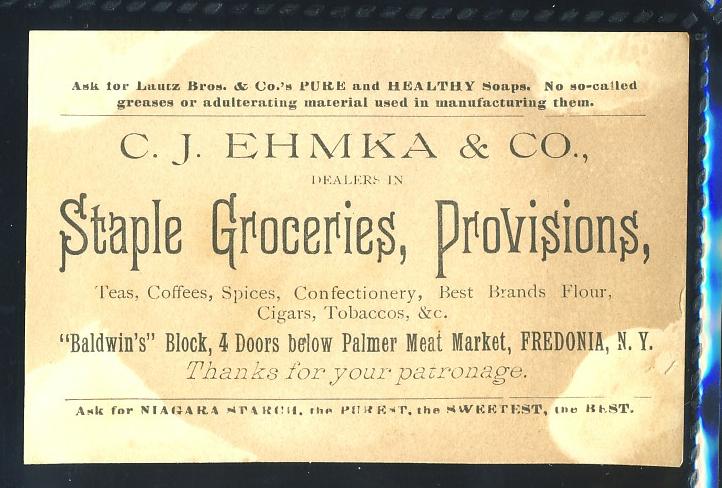 Ask for Lautz Bros. & Co.'s PURE and HEALTHY Soaps. No so-called
greases or adulterating material used in manufacturing them.
C. J. EHMKA & CO.,
DEALERS IN
Staple Groceries, Provisions,
Teas, Coffees, Spices, Confectionery, Best Brands Flour,
Cigars, Tobaccos, &c.
"Baldwin's" Block, 4 Doors below Palmer Meat Market, FREDONIA, N. Y.
Thanks for your patronage.
Ask for NIAGARA STARCH, the PUREST, the SWEETEST, the BEST.